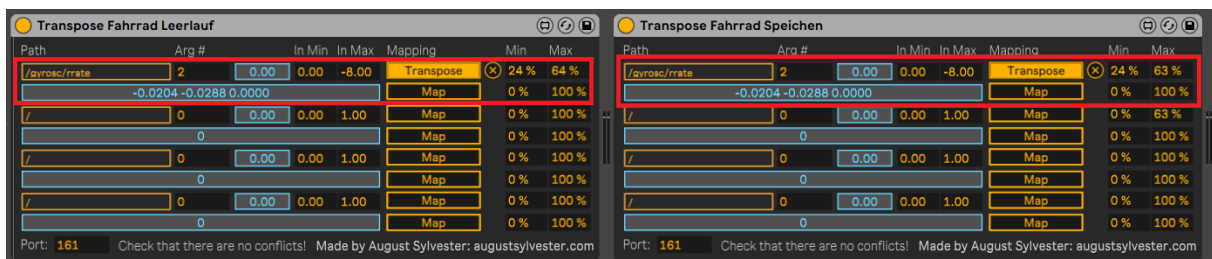 Transpose Fahrrad Leerlauf
Path Arg # In Min In Max Mapping Min Max
/gyrosc/rrate 2 0.00 0.00 -8.00 Transpose 24 % 64 %
-0.0204 -0.0288 0.0000 Map 0 % 100 %
/ 0 0.00 0.00 1.00 Map 0 % 100 %
0 Map 0 % 100 %
/ 0 0.00 0.00 1.00 Map 0 % 100 %
0 Map 0 % 100 %
/ 0 0.00 0.00 1.00 Map 0 % 100 %
0 Map 0 % 100 %
Port: 161 Check that there are no conflicts! Made by August Sylvester: augustsylvester.com
Transpose Fahrrad Speichen
Path Arg # In Min In Max Mapping Min Max
/gyrosc/rrate 2 0.00 0.00 -8.00 Transpose 24 % 63 %
-0.0204 -0.0288 0.0000 Map 0 % 100 %
/ 0 0.00 0.00 1.00 Map 0 % 63 %
0 Map 0 % 100 %
/ 0 0.00 0.00 1.00 Map 0 % 100 %
0 Map 0 % 100 %
/ 0 0.00 0.00 1.00 Map 0 % 100 %
0 Map 0 % 100 %
Port: 161 Check that there are no conflicts! Made by August Sylvester: augustsylvester.com